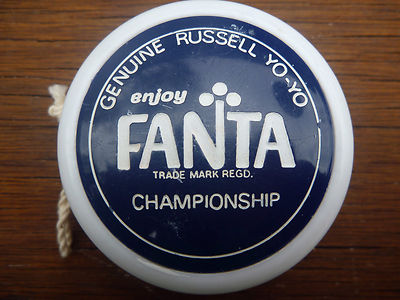 GENUINE RUSSELL YO-YO
enjoy
FANTA
TRADE MARK REGD.
CHAMPIONSHIP